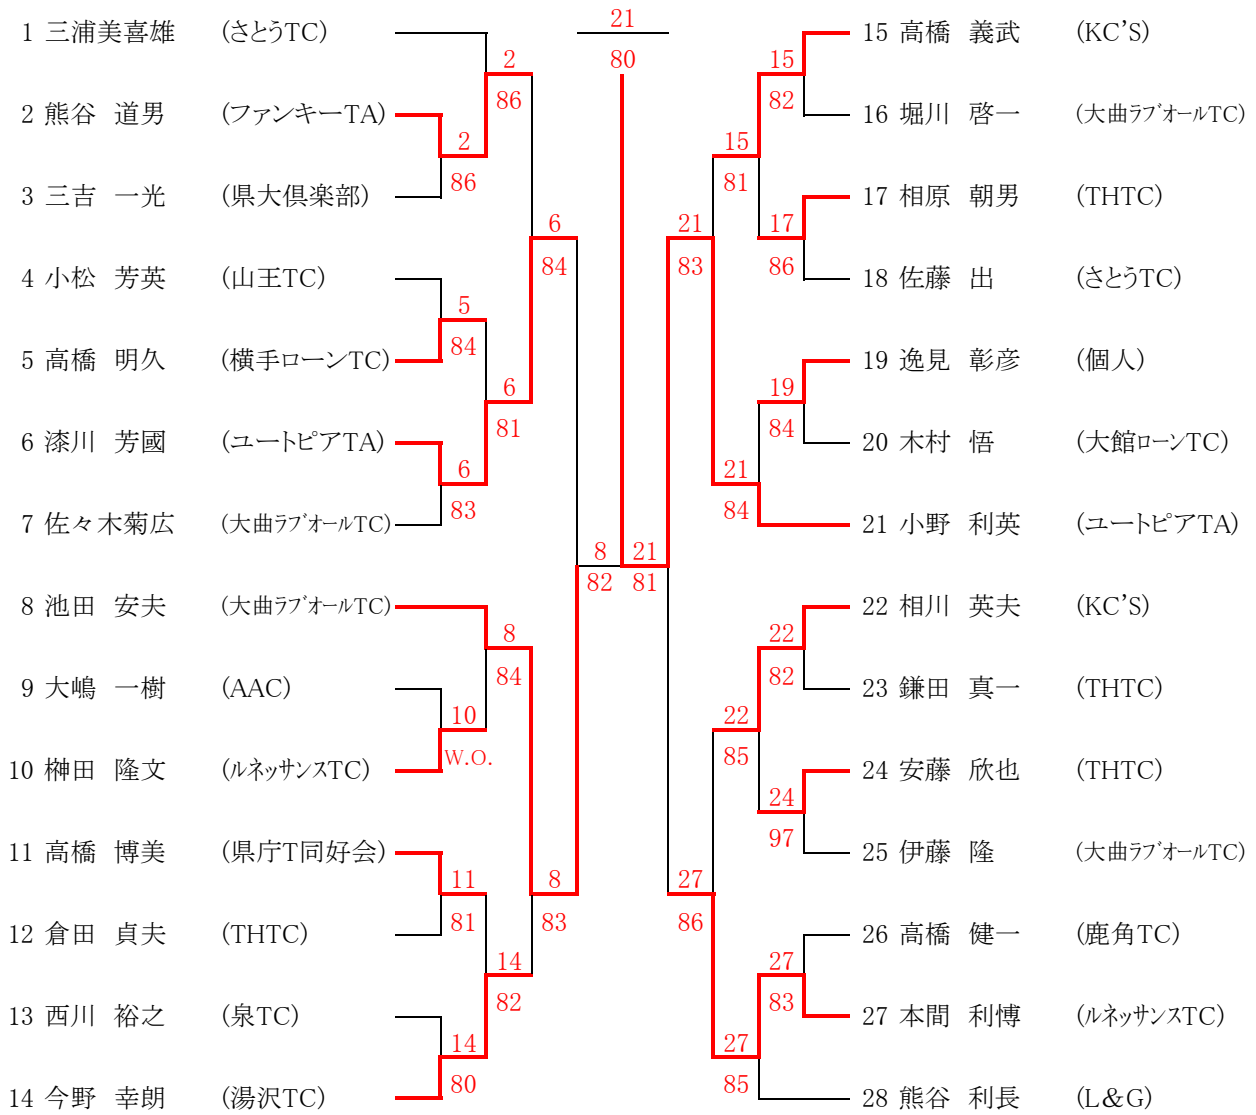 21
1 三浦美喜雄 (さとうTC)
15 高橋 義武 (KC'S)
2
15
80
86
82
2 熊谷 道男 (ファンキーTA)
16 堀川 啓一 (大曲ラブオールTC)
2
15
86
81
3 三吉 一光 (県大倶楽部)
17 相原 朝男 (THTC)
6
21
17
84
83
86
4 小松 芳英 (山王TC)
18 佐藤 出 (さとうTC)
5
84
5 高橋 明久 (横手ローンTC)
19 逸見 彰彦 (個人)
6
19
81
84
6 漆川 芳國 (ユートピアTA)
20 木村 悟 (大館ローンTC)
6
21
83
84
7 佐々木菊広 (大曲ラブオールTC)
21 小野 利英 (ユートピアTA)
8
21
82
81
8 池田 安夫 (大曲ラブオールTC)
22 相川 英夫 (KC'S)
8
22
84
82
9 大嶋 一樹 (AAC)
23 鎌田 真一 (THTC)
10
22
W.O.
85
10 榊田 隆文 (ルネッサンスTC)
24 安藤 欣也 (THTC)
24
97
11 高橋 博美 (県庁T同好会)
25 伊藤 隆 (大曲ラブオールTC)
11
8
27
81
83
86
12 倉田 貞夫 (THTC)
26 高橋 健一 (鹿角TC)
14
27
82
83
13 西川 裕之 (泉TC)
27 本間 利博 (ルネッサンスTC)
14
27
80
85
14 今野 幸朗 (湯沢TC)
28 熊谷 利長 (L&G)